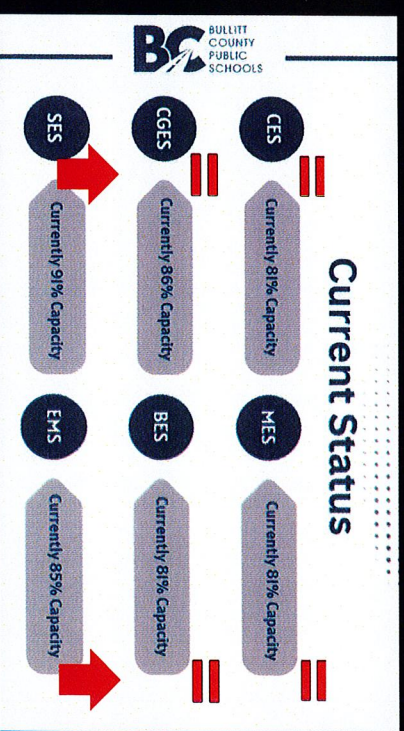 BULLITT
COUNTY
PUBLIC
SCHOOLS
BC
Current Status
CES
Currently 81% Capacity
MES
Currently 81% Capacity
CGES
Currently 86% Capacity
BES
Currently 81% Capacity
SES
Currently 91% Capacity
EMS
Currently 85% Capacity